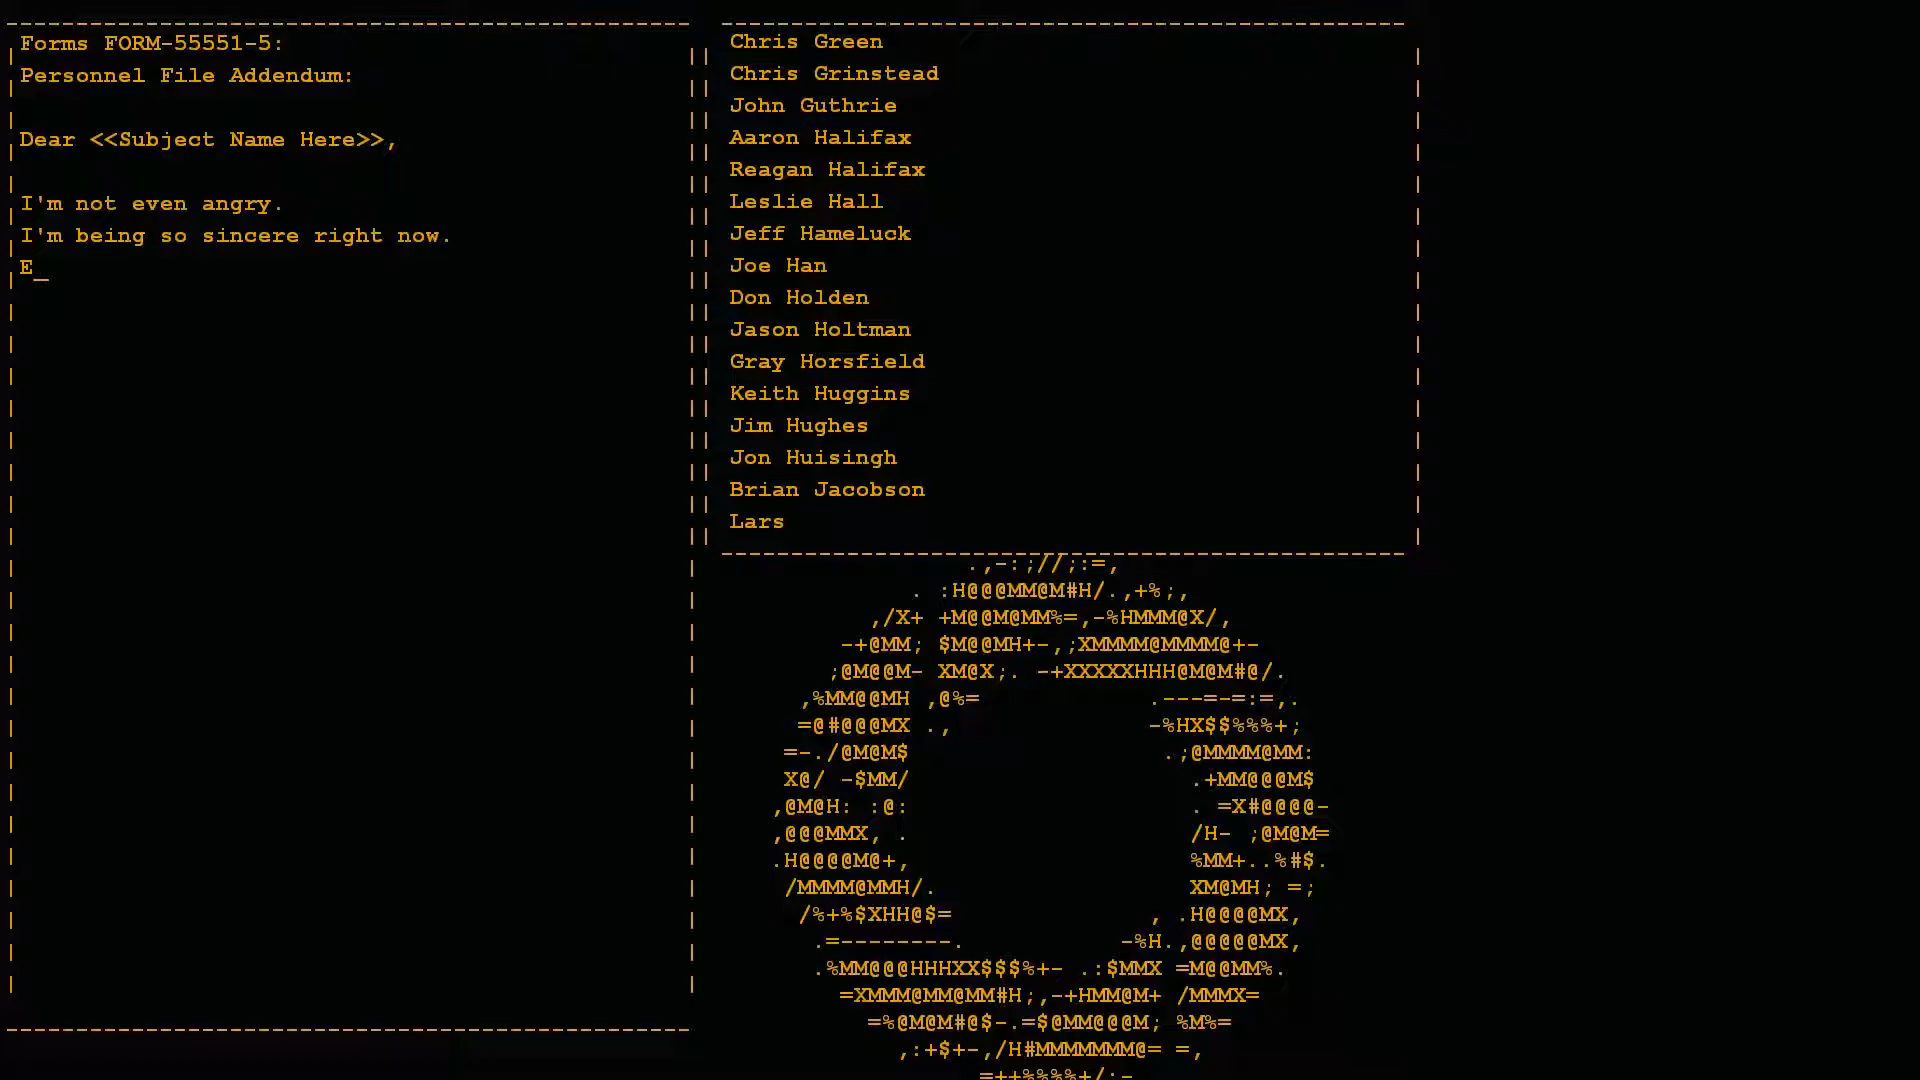 Forms FORM-55551-5:
Personnel File Addendum:
Dear <<Subject Name Here>>,
I'm not even angry.
I'm being so sincere right now.
E_
Chris Green
Chris Grinstead
John Guthrie
Aaron Halifax
Reagan Halifax
Leslie Hall
Jeff Hameluck
Joe Han
Don Holden
Jason Holtman
Gray Horsfield
Keith Huggins
Jim Hughes
Jon Huisingh
Brian Jacobson
Lars